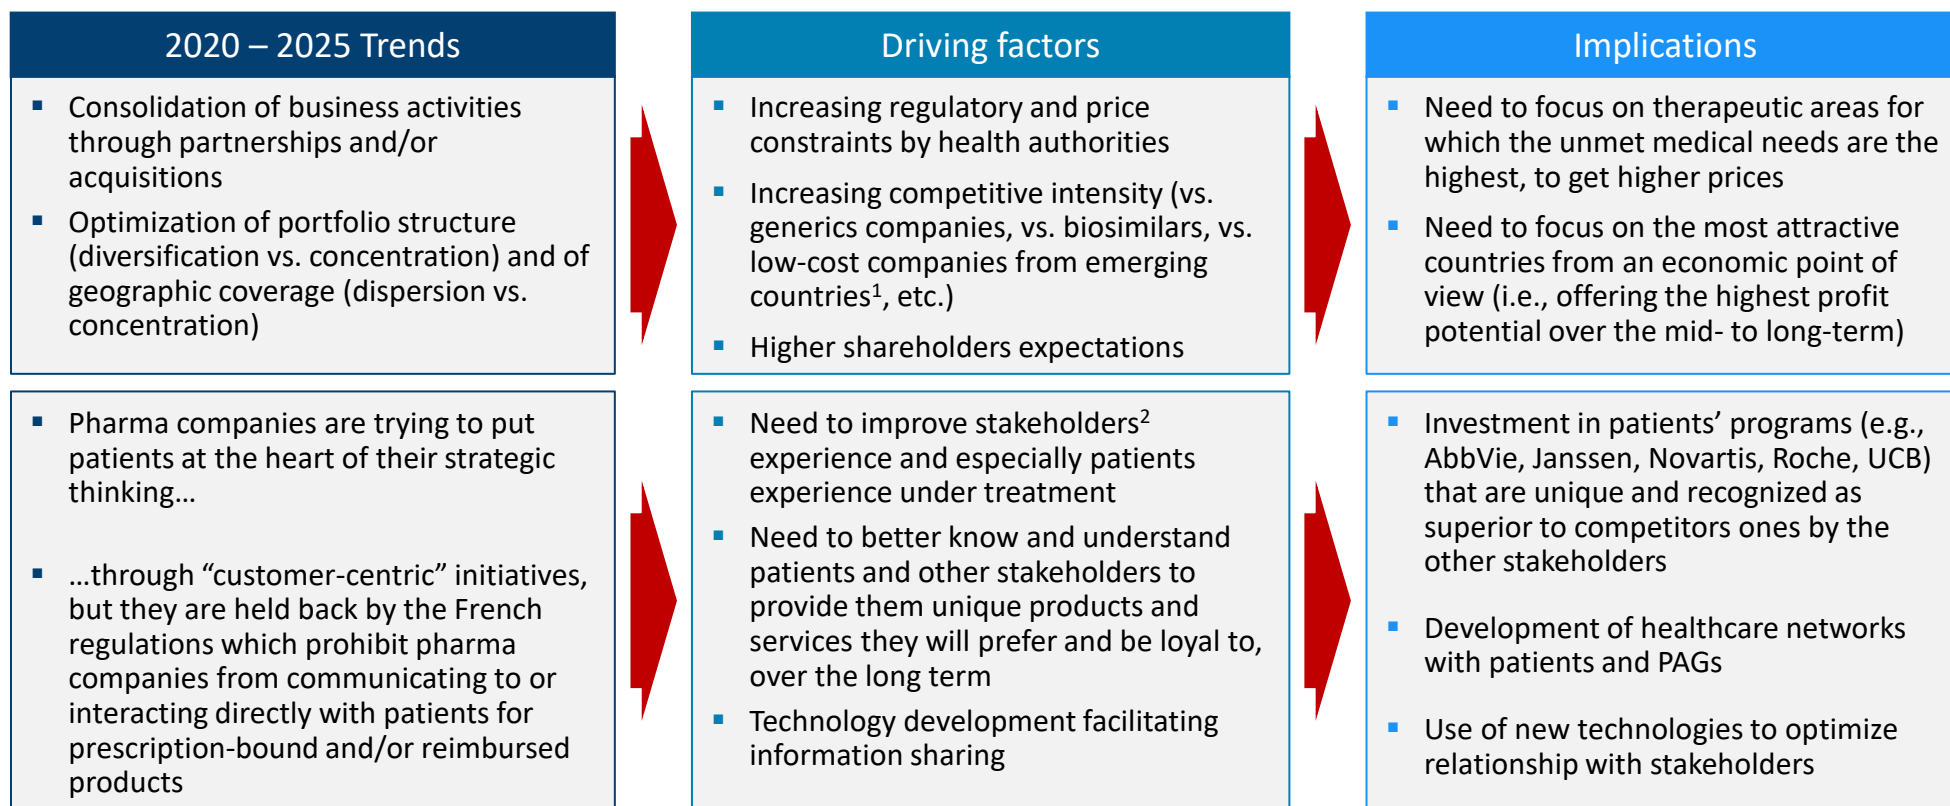 2020 – 2025 Trends
▪ Consolidation of business activities
through partnerships and/or
acquisitions
▪ Optimization of portfolio structure
(diversification vs. concentration) and of
geographic coverage (dispersion vs.
concentration)
▪ Pharma companies are trying to put
patients at the heart of their strategic
thinking…
▪ …through “customer-centric” initiatives,
but they are held back by the French
regulations which prohibit pharma
companies from communicating to or
interacting directly with patients for
prescription-bound and/or reimbursed
products
Driving factors
▪ Increasing regulatory and price
constraints by health authorities
▪ Increasing competitive intensity (vs.
generics companies, vs. biosimilars, vs.
low-cost companies from emerging
countries¹, etc.)
▪ Higher shareholders expectations
▪ Need to improve stakeholders²
experience and especially patients
experience under treatment
▪ Need to better know and understand
patients and other stakeholders to
provide them unique products and
services they will prefer and be loyal to,
over the long term
▪ Technology development facilitating
information sharing
Implications
▪ Need to focus on therapeutic areas for
which the unmet medical needs are the
highest, to get higher prices
▪ Need to focus on the most attractive
countries from an economic point of
view (i.e., offering the highest profit
potential over the mid- to long-term)
▪ Investment in patients’ programs (e.g.,
AbbVie, Janssen, Novartis, Roche, UCB)
that are unique and recognized as
superior to competitors ones by the
other stakeholders
▪ Development of healthcare networks
with patients and PAGs
▪ Use of new technologies to optimize
relationship with stakeholders